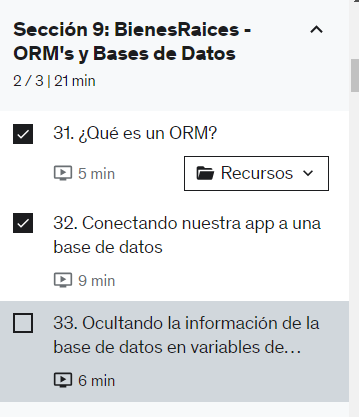 Sección 9: BienesRaices -
ORM's y Bases de Datos
2 / 3 | 21 min
31. ¿Qué es un ORM?
5 min
Recursos
32. Conectando nuestra app a una
base de datos
9 min
33. Ocultando la información de la
base de datos en variables de…
6 min